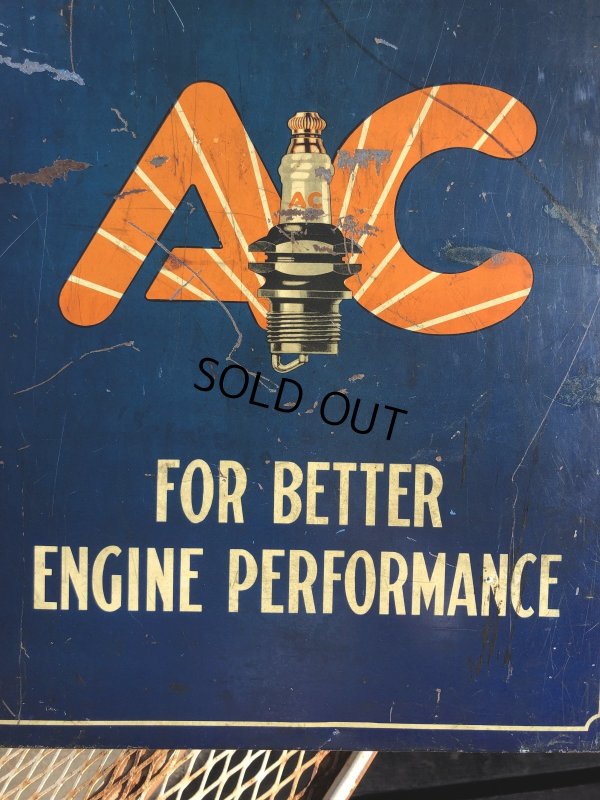 AC
AC
SOLD OUT
FOR BETTER
ENGINE PERFORMANCE